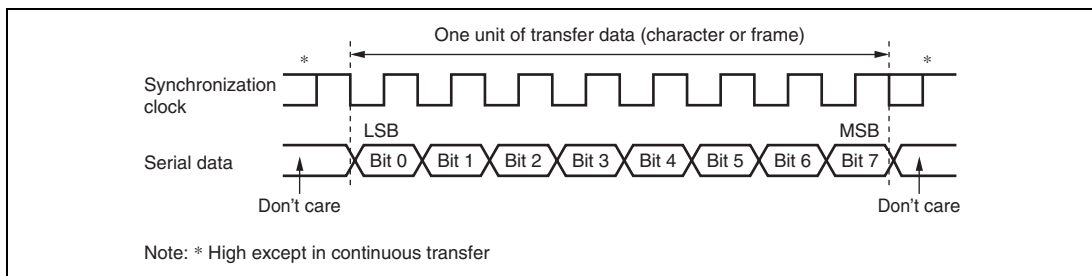 One unit of transfer data (character or frame)
* *
Synchronization
clock
LSB MSB
Serial data Bit 0 Bit 1 Bit 2 Bit 3 Bit 4 Bit 5 Bit 6 Bit 7
Don't care Don't care
Note: * High except in continuous transfer